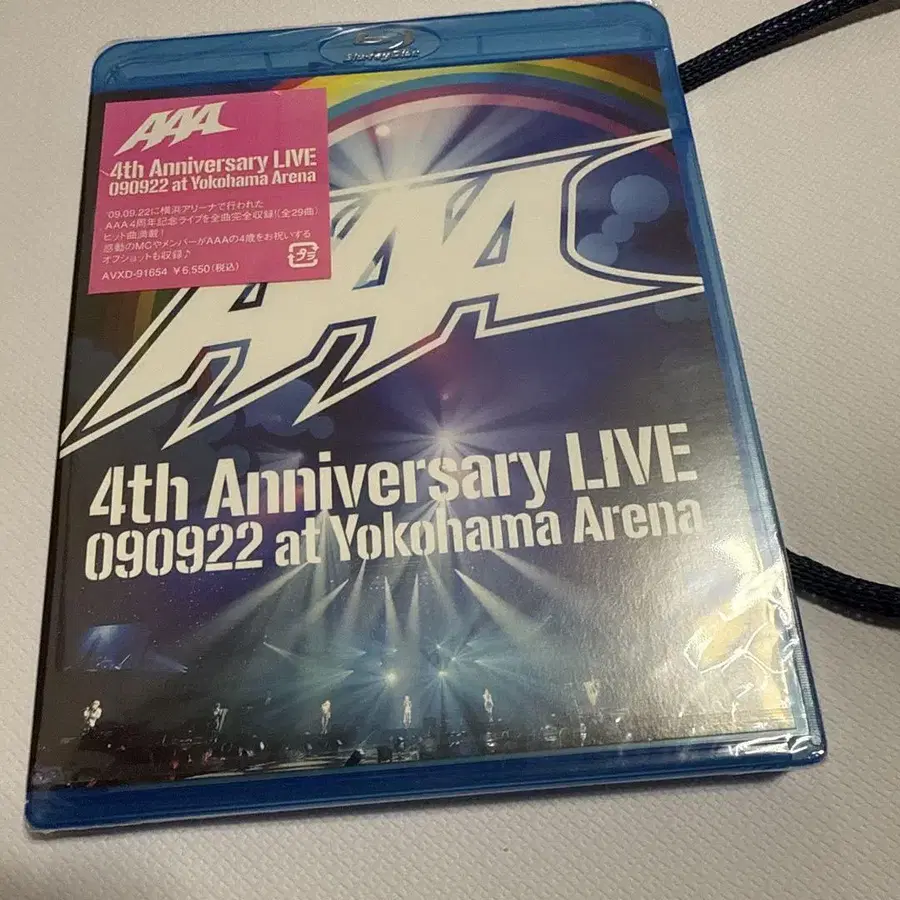 Blu-ray Disc
AAA
4th Anniversary LIVE
090922 at Yokohama Arena
'09.09.22に横浜アリーナで行われた
AAA4周年記念ライブを全曲完全収録!(全29曲)
ヒット曲満載!
感動のMCやメンバーがAAAの4歳をお祝いする
オフショットも収録♪
AVXD-91654 ¥6,550(税込)
プラ
AAA
4th Anniversary LIVE
090922 at Yokohama Arena